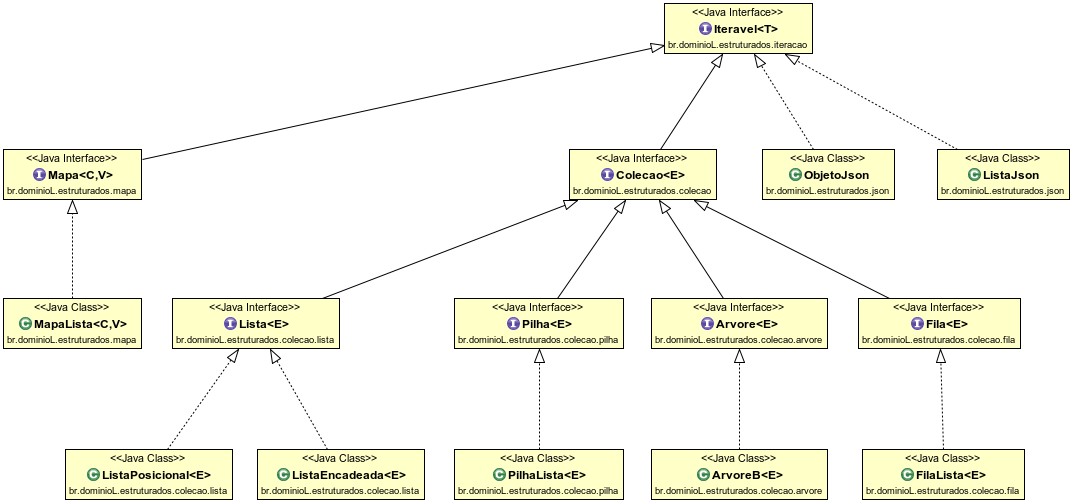 <<Java Interface>>
Iteravel<T>
br.dominioL.estruturados.iteracao
<<Java Interface>>
Mapa<C,V>
br.dominioL.estruturados.mapa
<<Java Interface>>
Colecao<E>
br.dominioL.estruturados.colecao
<<Java Class>>
ObjetoJson
br.dominioL.estruturados.json
<<Java Class>>
ListaJson
br.dominioL.estruturados.json
<<Java Class>>
MapaLista<C,V>
br.dominioL.estruturados.mapa
<<Java Interface>>
Lista<E>
br.dominioL.estruturados.colecao.lista
<<Java Interface>>
Pilha<E>
br.dominioL.estruturados.colecao.pilha
<<Java Interface>>
Arvore<E>
br.dominioL.estruturados.colecao.arvore
<<Java Interface>>
Fila<E>
br.dominioL.estruturados.colecao.fila
<<Java Class>>
ListaPosicional<E>
br.dominioL.estruturados.colecao.lista
<<Java Class>>
ListaEncadeada<E>
br.dominioL.estruturados.colecao.lista
<<Java Class>>
PilhaLista<E>
br.dominioL.estruturados.colecao.pilha
<<Java Class>>
ArvoreB<E>
br.dominioL.estruturados.colecao.arvore
<<Java Class>>
FilaLista<E>
br.dominioL.estruturados.colecao.fila